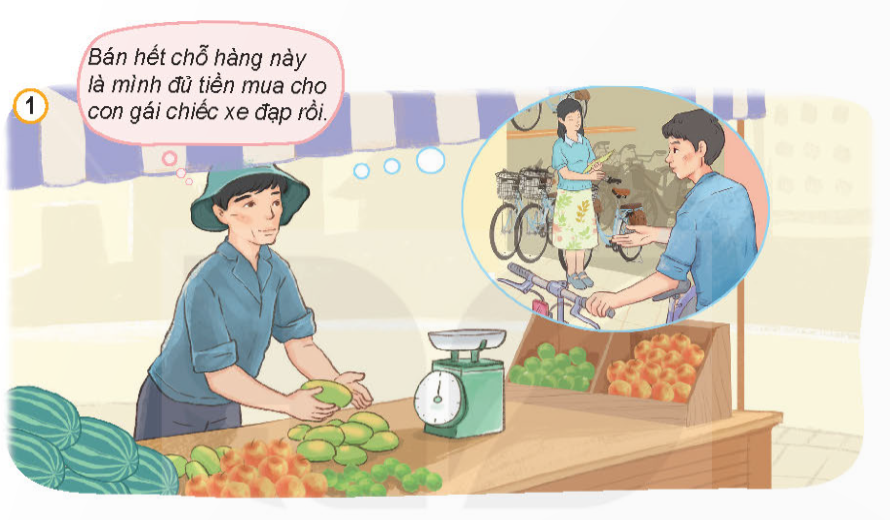 1
Bán hết chỗ hàng này
là mình đủ tiền mua cho
con gái chiếc xe đạp rồi.